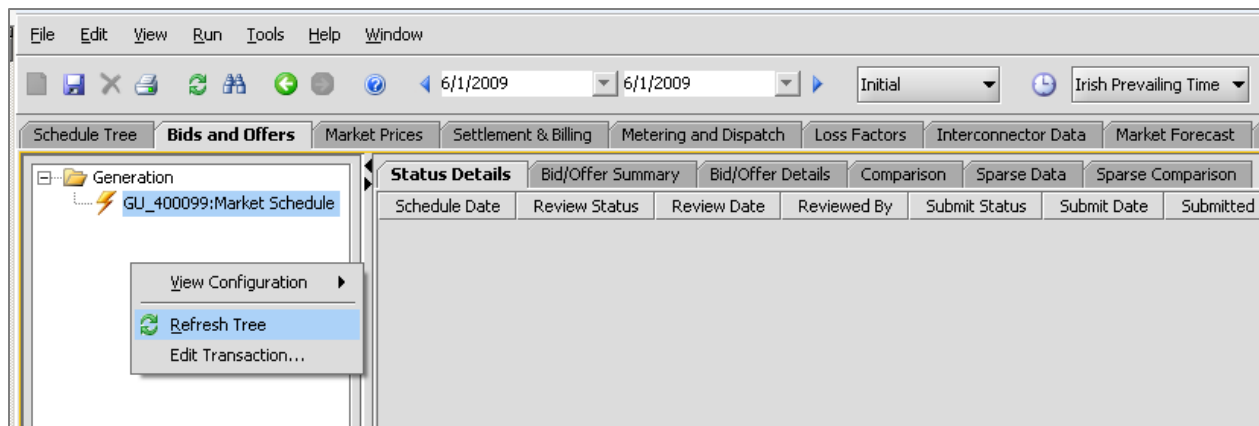 File Edit View Run Tools Help Window
6/1/2009 6/1/2009 Initial Irish Prevailing Time
Schedule Tree Bids and Offers Market Prices Settlement & Billing Metering and Dispatch Loss Factors Interconnector Data Market Forecast
Generation
GU_400099:Market Schedule
Status Details Bid/Offer Summary Bid/Offer Details Comparison Sparse Data Sparse Comparison
Schedule Date Review Status Review Date Reviewed By Submit Status Submit Date Submitted
View Configuration
Refresh Tree
Edit Transaction...